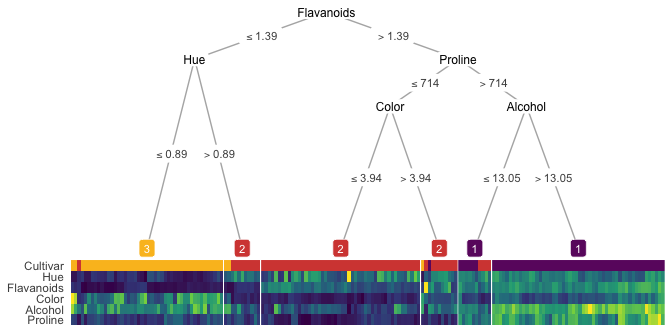 Flavanoids
≤ 1.39 > 1.39
Hue Proline
≤ 714 > 714
Color Alcohol
≤ 0.89 > 0.89
≤ 3.94 > 3.94 ≤ 13.05 > 13.05
3 2 2 2 1 1
Cultivar
Hue
Flavanoids
Color
Alcohol
Proline